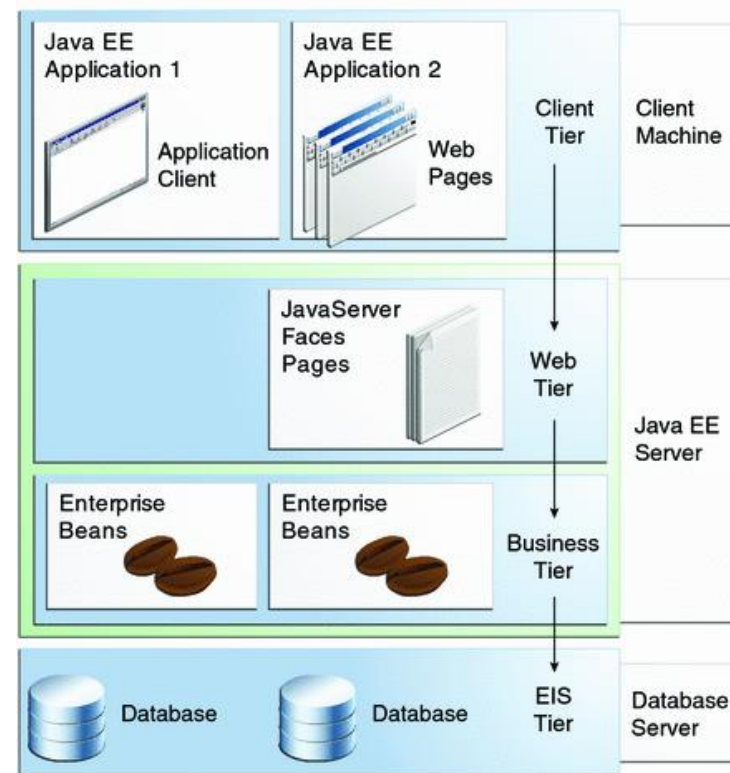 Java EE
Application 1
Application
Client
Java EE
Application 2
Web
Pages
Client
Tier
Client
Machine
JavaServer
Faces
Pages
Web
Tier
Java EE
Server
Enterprise
Beans
Enterprise
Beans
Business
Tier
Database
Database
EIS
Tier
Database
Server